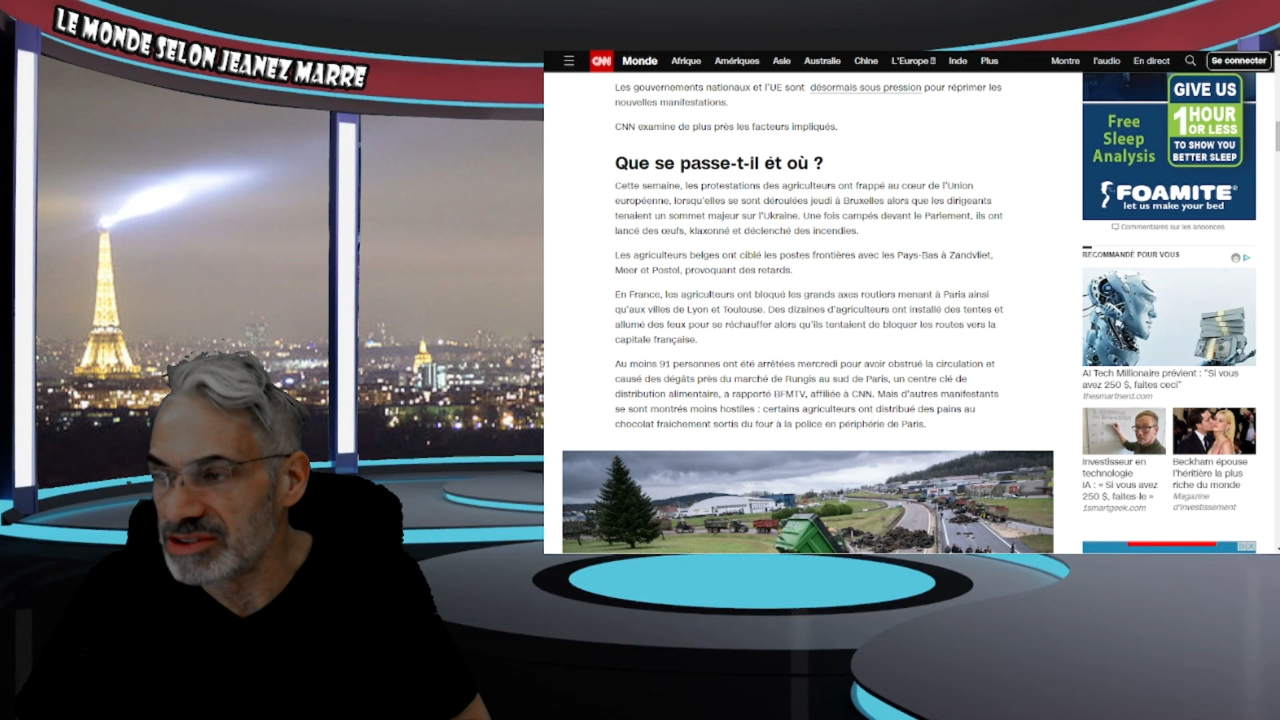 LE MONDE SELON JEANEZ MARRE
CNN Monde Afrique Amériques Asie Australie Chine L'Europe Inde Plus Montre l'audio En direct Se connecter
Les gouvernements nationaux et l'UE sont désormais sous pression pour réprimer les
nouvelles manifestations.
CNN examine de plus près les facteurs impliqués.
Que se passe-t-il ét où ?
Cette semaine, les protestations des agriculteurs ont frappé au cœur de l'Union
européenne, lorsqu'elles se sont déroulées jeudi à Bruxelles alors que les dirigeants
tenaient un sommet majeur sur l'Ukraine. Une fois campés devant le Parlement, ils ont
lancé des œufs, klaxonné et déclenché des incendies.
Les agriculteurs belges ont ciblé les postes frontières avec les Pays-Bas à Zandvliet,
Meer et Postel, provoquant des retards.
En France, les agriculteurs ont bloqué les grands axes routiers menant à Paris ainsi
qu'aux villes de Lyon et Toulouse. Des dizaines d'agriculteurs ont installé des tentes et
allumé des feux pour se réchauffer alors qu'ils tentaient de bloquer les routes vers la
capitale française.
Au moins 91 personnes ont été arrêtées mercredi pour avoir obstrué la circulation et
causé des dégâts près du marché de Rungis au sud de Paris, un centre clé de
distribution alimentaire, a rapporté BFMTV, affiliée à CNN. Mais d'autres manifestants
se sont montrés moins hostiles : certains agriculteurs ont distribué des pains au
chocolat fraîchement sortis du four à la police en périphérie de Paris.
GIVE US
1 HOUR
OR LESS
TO SHOW YOU
BETTER SLEEP
Free
Sleep
Analysis
FOAMITE
let us make your bed
Commentaires sur les annonces
RECOMMANDÉ POUR VOUS
AI Tech Millionaire prévient : "Si vous
avez 250 $, faites ceci"
thesmartnerd.com
Investisseur en
technologie
IA : « Si vous avez
250 $, faites-le »
1smartgeek.com
Beckham épouse
l'héritière la plus
riche du monde
Magazine
d'investissement